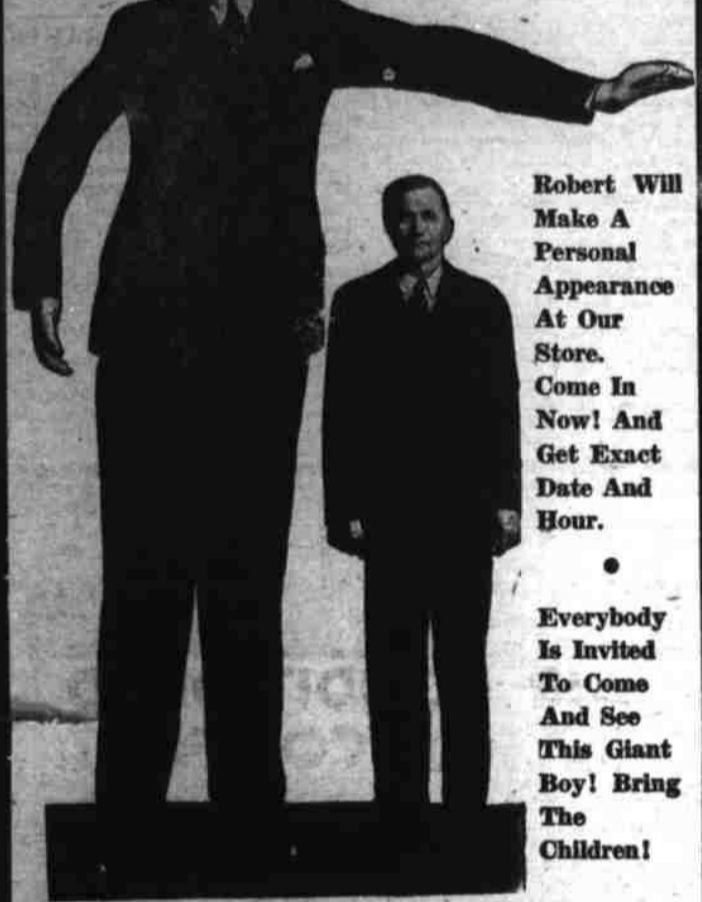 Robert Will
Make A
Personal
Appearance
At Our
Store.
Come In
Now! And
Get Exact
Date And
Hour.
Everybody
Is Invited
To Come
And See
This Giant
Boy! Bring
The
Children!